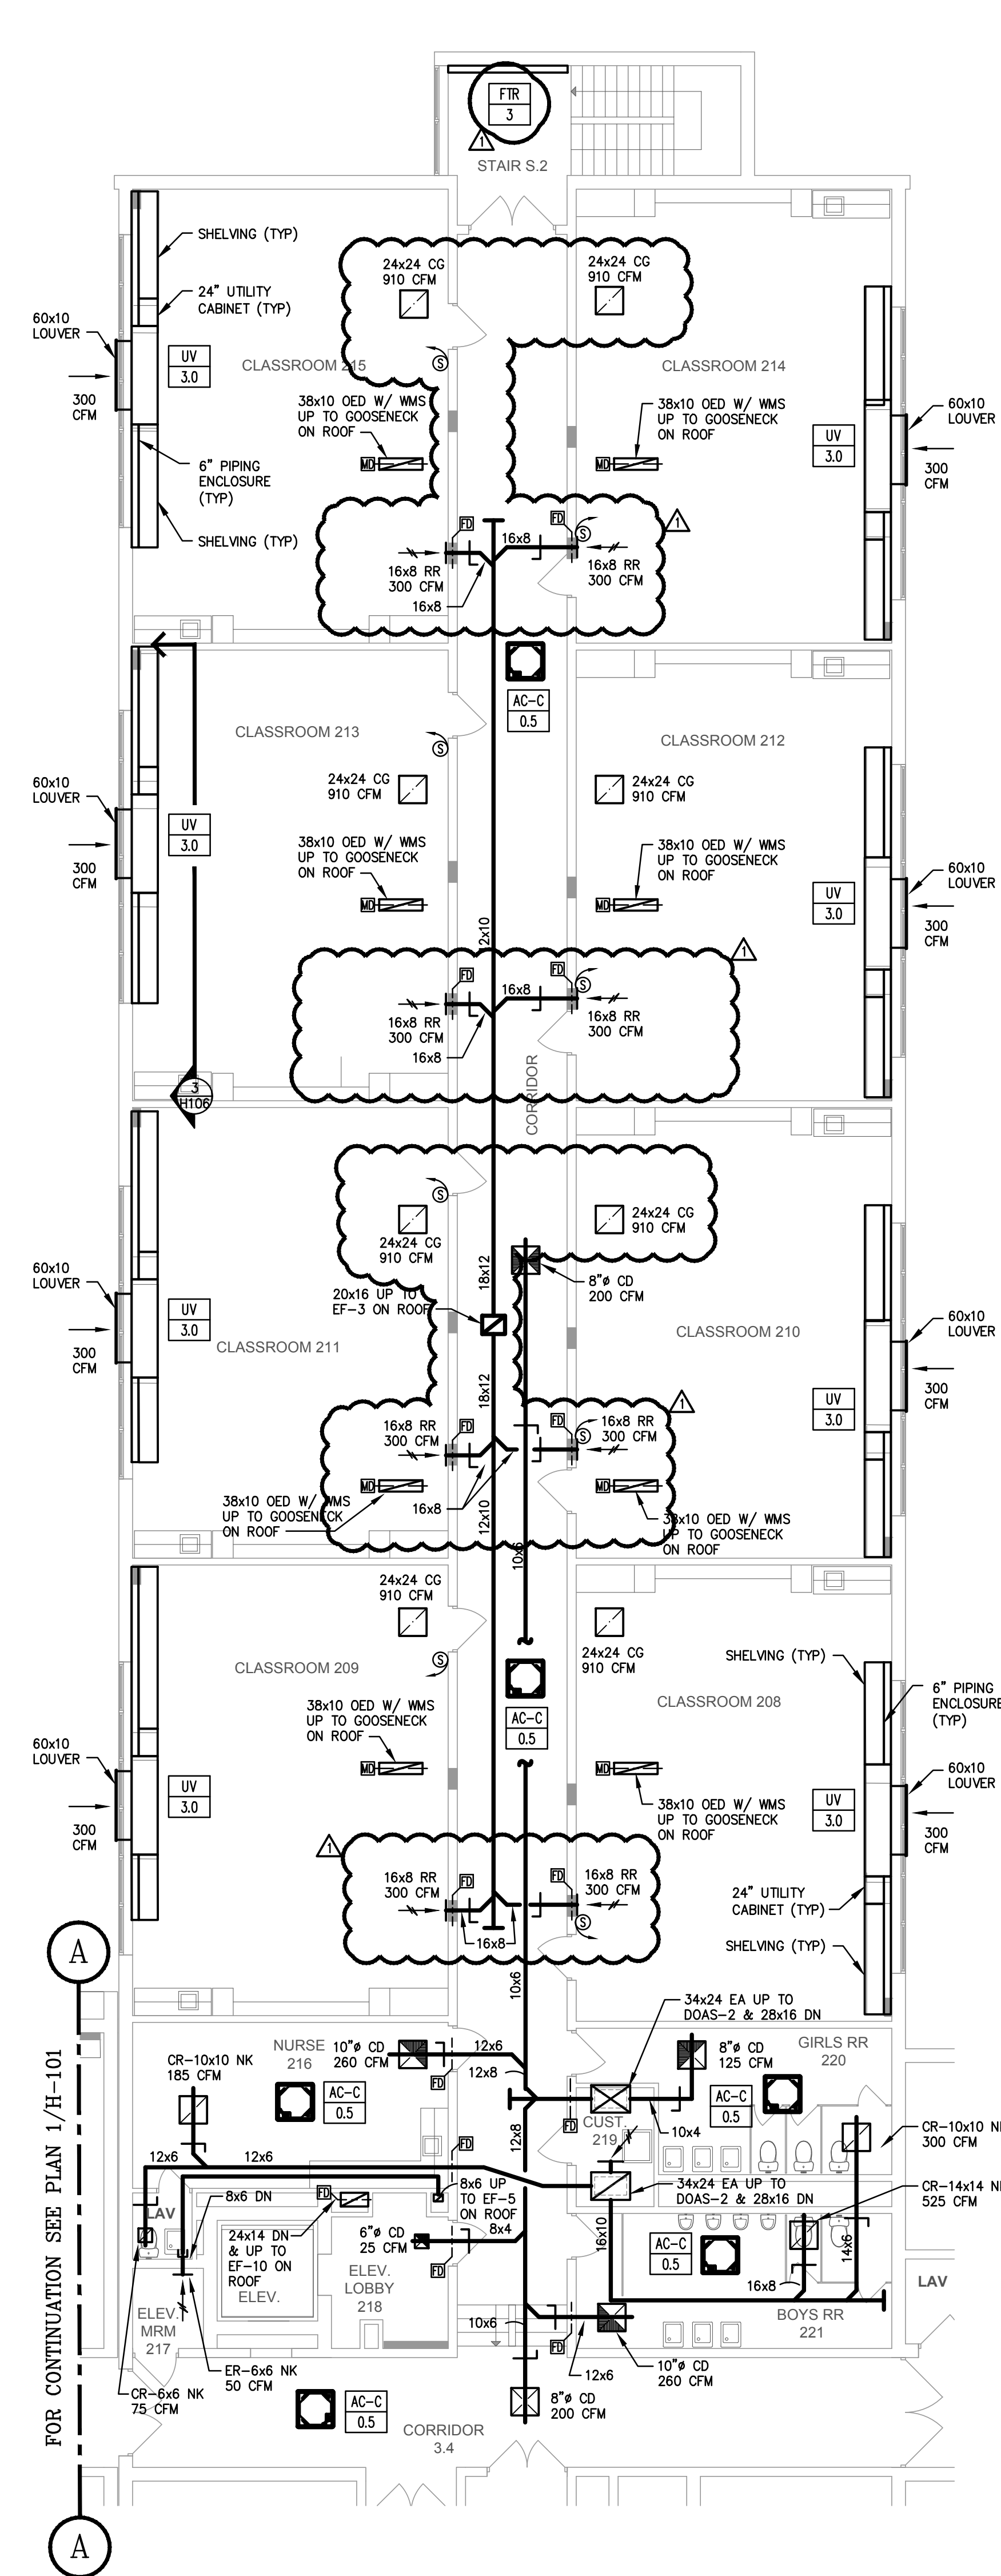 FTR
3
1
STAIR S.2
SHELVING (TYP)
24" UTILITY
CABINET (TYP)
60x10
LOUVER
UV
3.0
300
CFM
6" PIPING
ENCLOSURE
(TYP)
SHELVING (TYP)
CLASSROOM 215
24x24 CG
910 CFM
S
38x10 OED W/ WMS
UP TO GOOSENECK
ON ROOF
MD
24x24 CG
910 CFM
CLASSROOM 214
38x10 OED W/ WMS
UP TO GOOSENECK
ON ROOF
MD
UV
3.0
60x10
LOUVER
300
CFM
1
FD
16x8
FD
S
16x8 RR
300 CFM
16x8
16x8 RR
300 CFM
AC-C
0.5
CLASSROOM 213
S
24x24 CG
910 CFM
38x10 OED W/ WMS
UP TO GOOSENECK
ON ROOF
MD
60x10
LOUVER
UV
3.0
300
CFM
CLASSROOM 212
24x24 CG
910 CFM
38x10 OED W/ WMS
UP TO GOOSENECK
ON ROOF
MD
UV
3.0
60x10
LOUVER
300
CFM
12x10
1
FD
16x8
FD
S
16x8 RR
300 CFM
16x8
16x8 RR
300 CFM
CORRIDOR
3
H106
S
24x24 CG
910 CFM
24x24 CG
910 CFM
18x12
8"ø CD
200 CFM
20x16 UP TO
EF-3 ON ROOF
60x10
LOUVER
UV
3.0
300
CFM
CLASSROOM 211
CLASSROOM 210
60x10
LOUVER
300
CFM
UV
3.0
18x12
1
16x8 RR
300 CFM
FD
FD
S
16x8 RR
300 CFM
MD
MD
38x10 OED W/ WMS
UP TO GOOSENECK
ON ROOF
16x8
12x10
38x10 OED W/ WMS
UP TO GOOSENECK
ON ROOF
10x6
24x24 CG
910 CFM
S
CLASSROOM 209
24x24 CG
910 CFM
CLASSROOM 208
SHELVING (TYP)
6" PIPING
ENCLOSURE
(TYP)
AC-C
0.5
38x10 OED W/ WMS
UP TO GOOSENECK
ON ROOF
MD
60x10
LOUVER
UV
3.0
300
CFM
MD
38x10 OED W/ WMS
UP TO GOOSENECK
ON ROOF
UV
3.0
60x10
LOUVER
300
CFM
1
16x8 RR
300 CFM
FD
FD
16x8 RR
300 CFM
S
16x8
24" UTILITY
CABINET (TYP)
SHELVING (TYP)
A
10x6
34x24 EA UP TO
DOAS-2 & 28x16 DN
NURSE
216
10"ø CD
260 CFM
12x6
12x8
8"ø CD
125 CFM
GIRLS RR
220
CR-10x10 NK
185 CFM
AC-C
0.5
FD
CUST.
219
FD
10x4
AC-C
0.5
CR-10x10 NK
300 CFM
12x8
FD
12x6
12x6
8x6 DN
LAV
FD
8x6 UP
TO EF-5
ON ROOF
8x4
34x24 EA UP TO
DOAS-2 & 28x16 DN
CR-14x14 NK
525 CFM
24x14 DN
& UP TO
EF-10 ON
ROOF
ELEV.
6"ø CD
25 CFM
ELEV.
LOBBY
218
FD
16x10
AC-C
0.5
16x8
14x6
LAV
BOYS RR
221
ELEV.
MRM
217
ER-6x6 NK
50 CFM
CR-6x6 NK
75 CFM
10x6
FD
12x6
10"ø CD
260 CFM
AC-C
0.5
8"ø CD
200 CFM
CORRIDOR
3.4
FOR CONTINUATION SEE PLAN 1/H-101
A